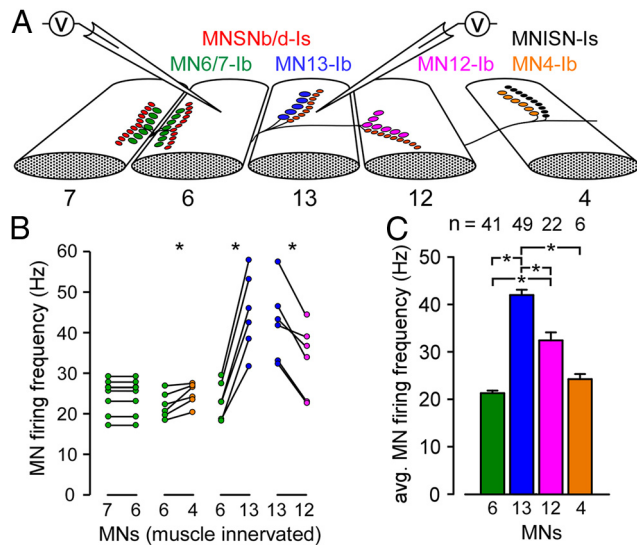 A
V
V
MNSNb/d-Is
MNISN-Is
MN6/7-Ib
MN13-Ib
MN12-Ib
MN4-Ib
7
6
13
12
4
B
MN firing frequency (Hz)
60
50
40
30
20
10
0
* * *
7 6 6 4 6 13 13 12
MNs (muscle innervated)
C
n = 41 49 22 6
avg. MN firing frequency (Hz)
50
40
30
20
10
0
* * * *
6 13 12 4
MNs